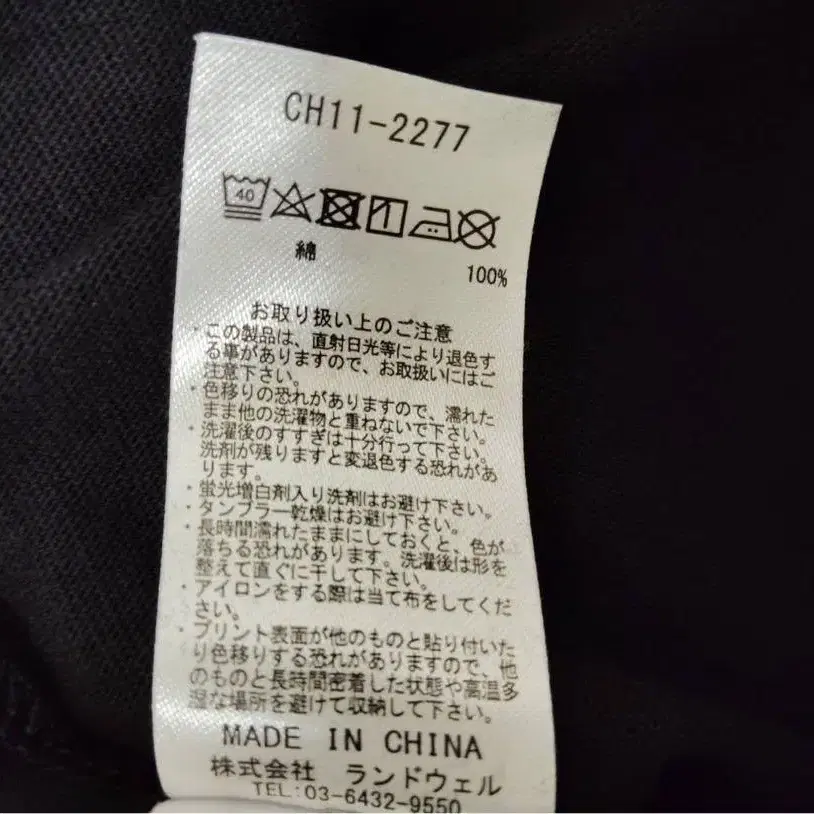 CH11-2277
40
綿
100%
お取り扱い上のご注意
・この製品は、直射日光等により退色す
る事がありますので、お取扱いにはご
注意下さい。
・色移りの恐れがありますので、濡れた
まま他の洗濯物と重ねないで下さい。
・洗濯後のすすぎは十分行って下さい。
洗剤が残りますと変退色する恐れがあ
ります。
・蛍光増白剤入り洗剤はお避け下さい。
・タンブラー乾燥はお避け下さい。
・長時間濡れたままにしておくと、色が
落ちる恐れがあります。洗濯後は形を
整えて直ぐに干して下さい。
・アイロンをする際は当て布をしてくだ
さい。
・プリント表面が他のものと貼り付いた
り色移りする恐れがありますので、他
のものと長時間密着した状態や高温多
湿な場所を避けて収納して下さい。
MADE IN CHINA
株式会社 ランドウェル
TEL:03-6432-9550